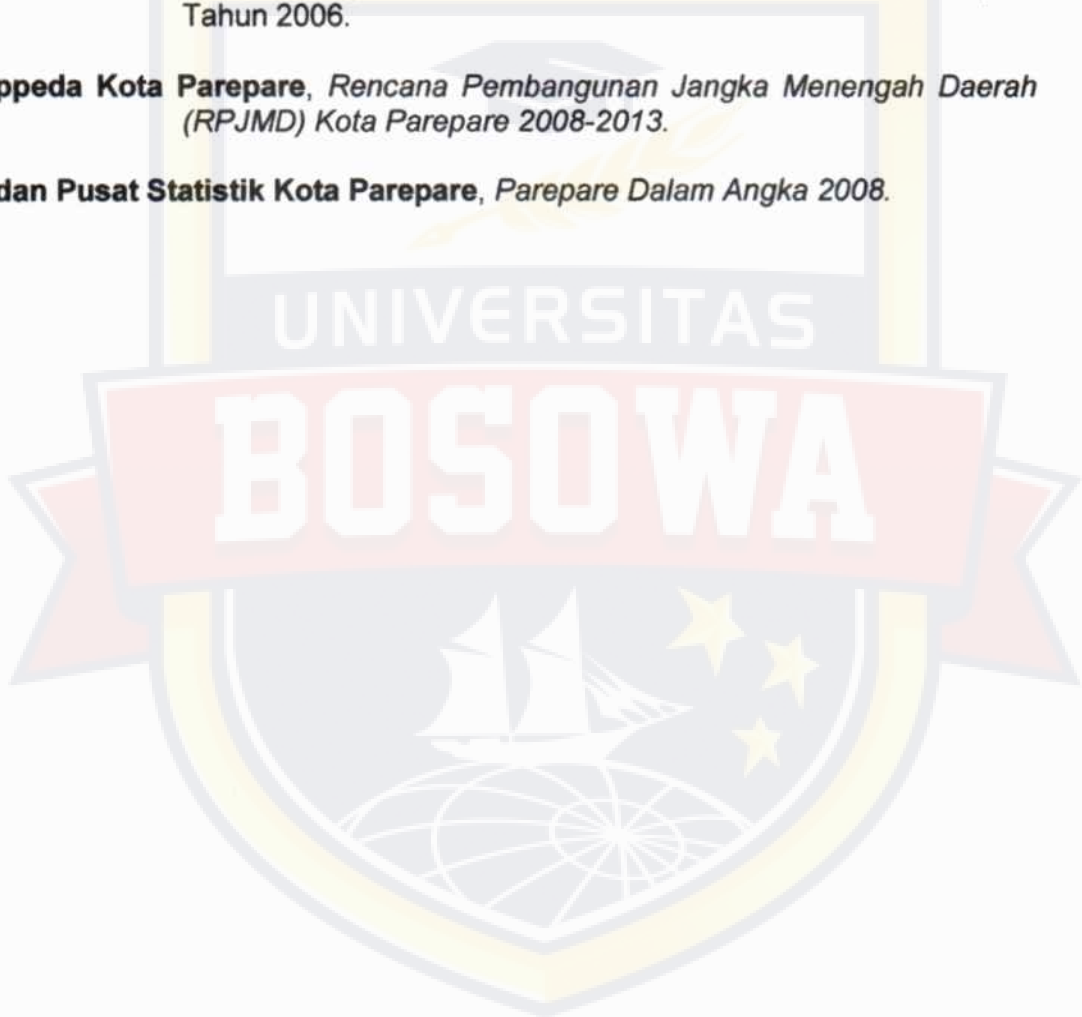 Tahun 2006.
ppeda Kota Parepare, Rencana Pembangunan Jangka Menengah Daerah
(RPJMD) Kota Parepare 2008-2013.
dan Pusat Statistik Kota Parepare, Parepare Dalam Angka 2008.
UNIVERSITAS
BOSOWA